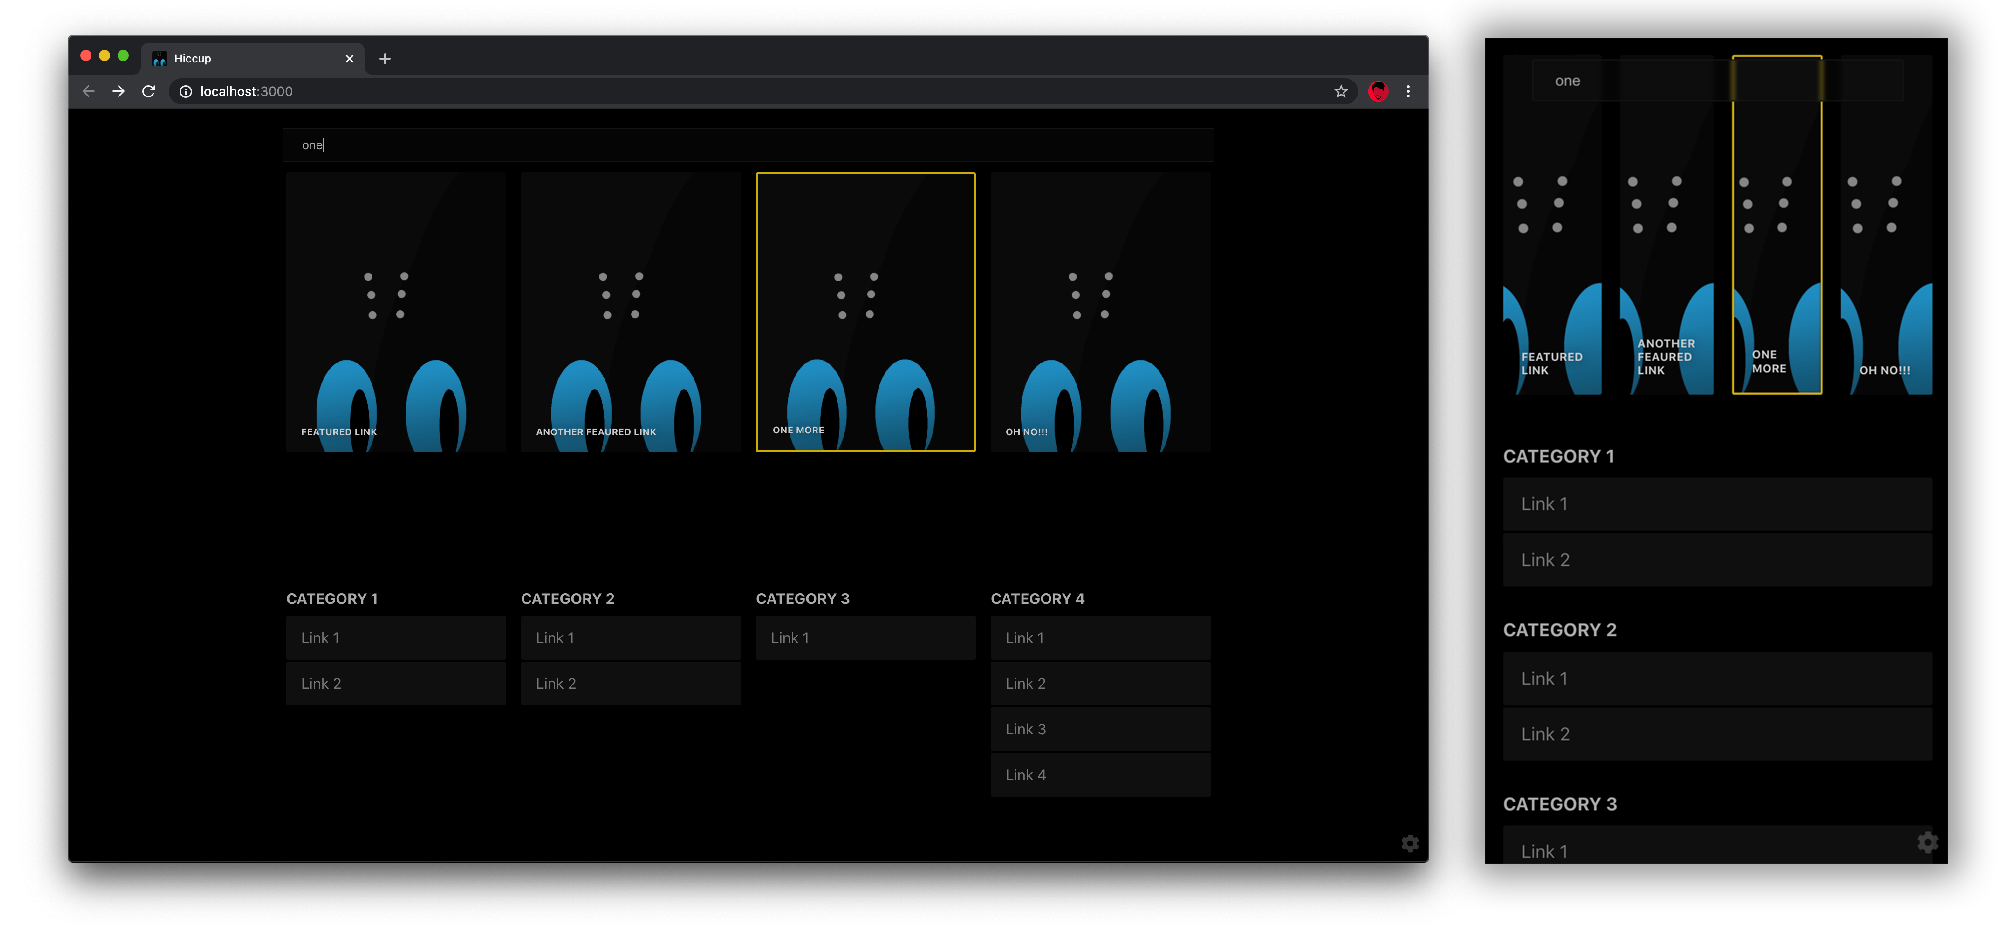 Hiccup
localhost:3000
one
FEATURED LINK
ANOTHER FEAURED LINK
ONE MORE
OH NO!!!
CATEGORY 1
Link 1
Link 2
CATEGORY 2
Link 1
Link 2
CATEGORY 3
Link 1
CATEGORY 4
Link 1
Link 2
Link 3
Link 4
one
FEATURED
LINK
ANOTHER
FEAURED
LINK
ONE
MORE
OH NO!!!
CATEGORY 1
Link 1
Link 2
CATEGORY 2
Link 1
Link 2
CATEGORY 3
Link 1